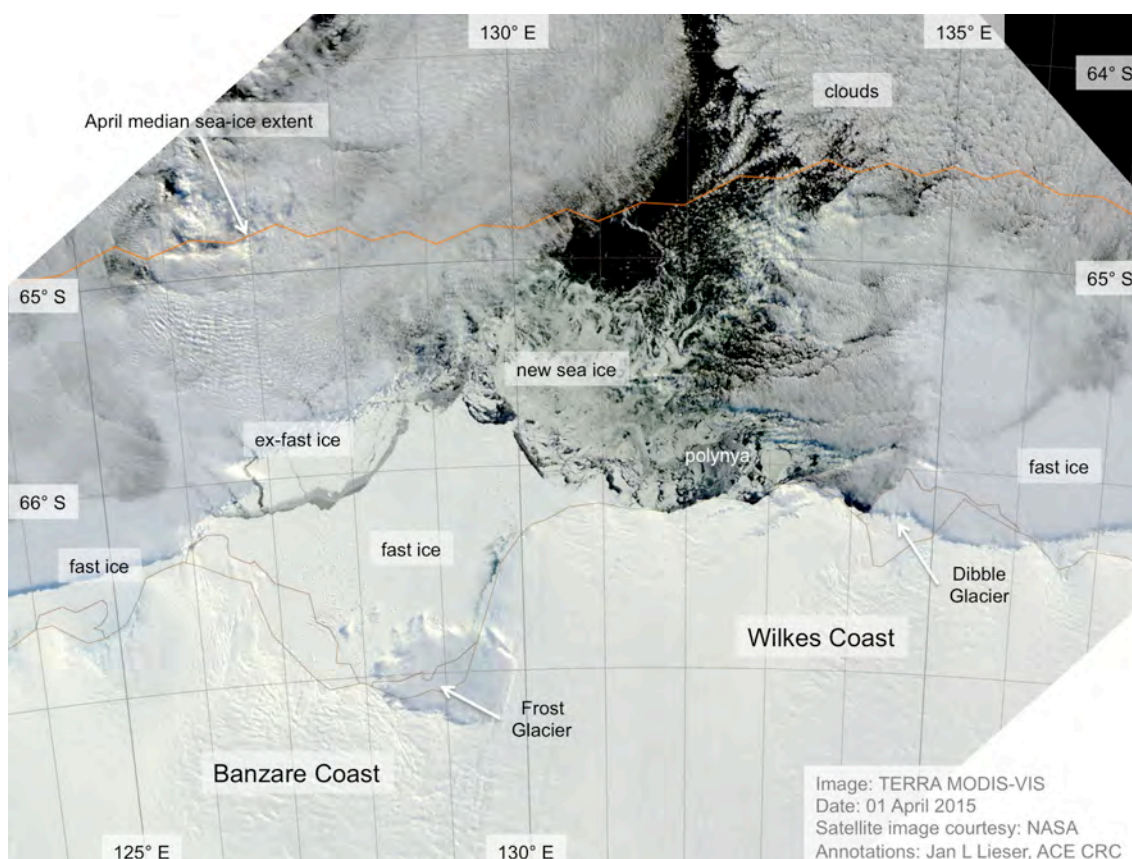 130° E
135° E
64° S
clouds
April median sea-ice extent
65° S
65° S
new sea ice
ex-fast ice
polynya
fast ice
66° S
fast ice
fast ice
Dibble
Glacier
Wilkes Coast
Frost
Glacier
Banzare Coast
Image: TERRA MODIS-VIS
Date: 01 April 2015
Satellite image courtesy: NASA
Annotations: Jan L Lieser, ACE CRC
125° E
130° E